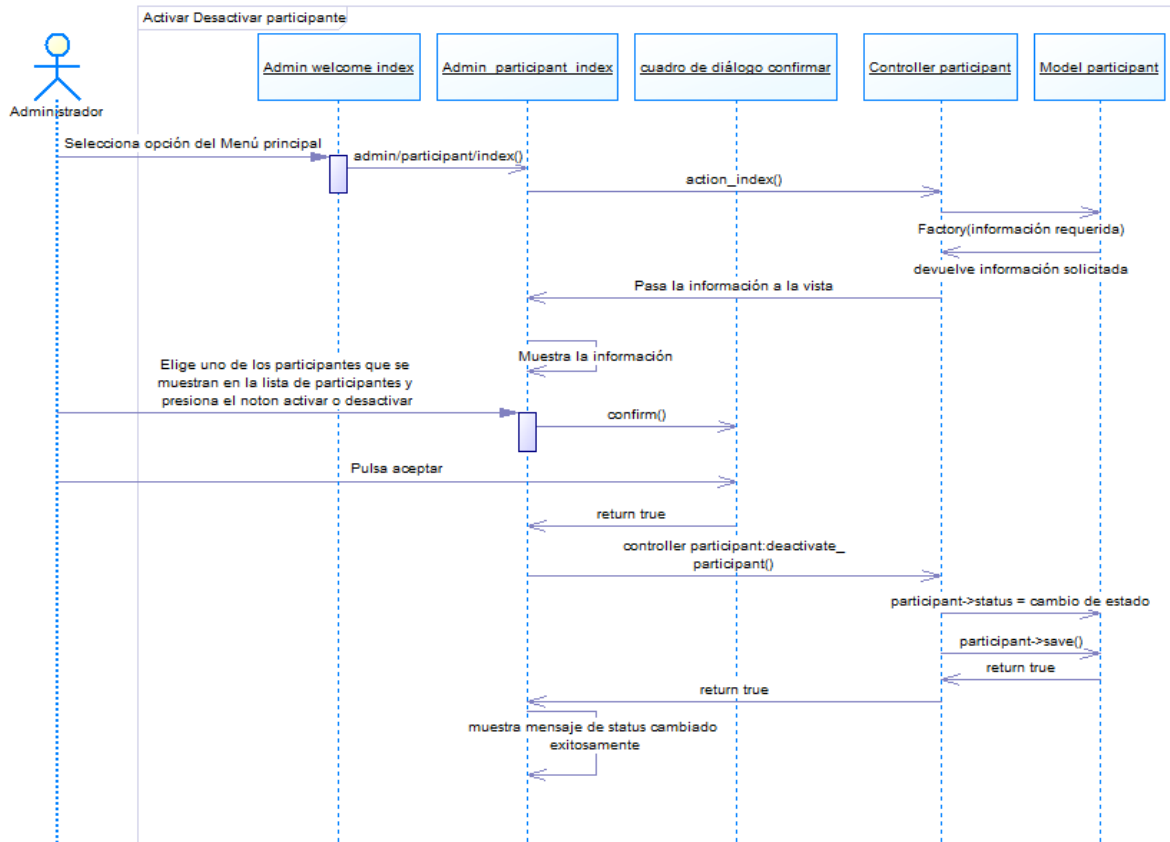 Activar Desactivar participante
Administrador
Admin welcome index
Admin_participant_index
cuadro de diálogo confirmar
Controller participant
Model participant
Selecciona opción del Menú principal
admin/participant/index()
action_index()
Factory(información requerida)
devuelve información solicitada
Pasa la información a la vista
Muestra la información
Elige uno de los participantes que se
muestran en la lista de participantes y
presiona el noton activar o desactivar
confirm()
Pulsa aceptar
return true
controller participant:deactivate_
participant()
participant->status = cambio de estado
participant->save()
return true
return true
muestra mensaje de status cambiado
exitosamente